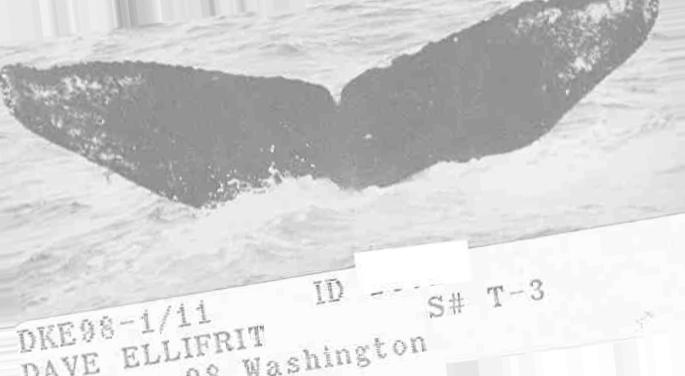 DKE98-1/11 ID ----
S# T-3
DAVE ELLIFRIT
98 Washington